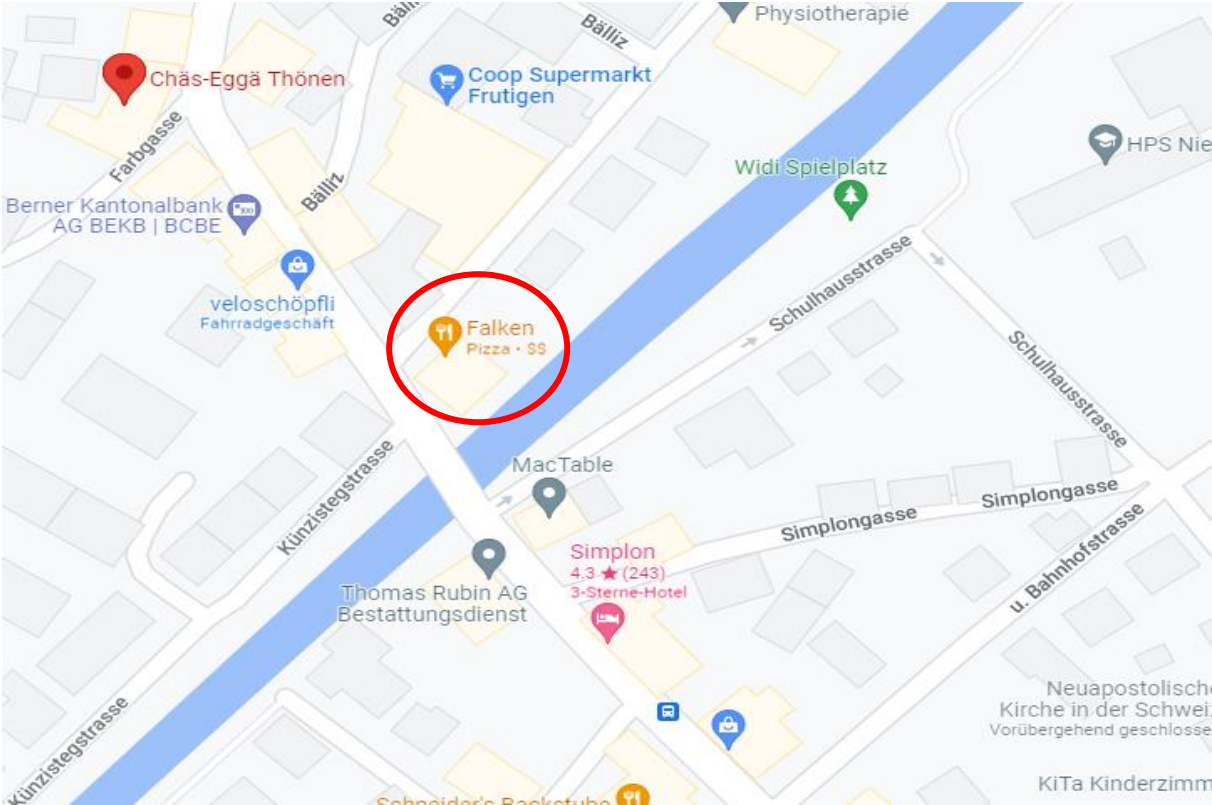 Bälliz
Physiotherapie
Chäs-Eggä Thönen
Coop Supermarkt
Frutigen
Farbgasse
HPS Nie
Widi Spielplatz
Bälliz
Bälliz
Berner Kantonalbank
AG BEKB | BCBE
Schulhausstrasse
veloschöpfli
Fahrradgeschäft
Falken
Pizza • $$
Schulhausstrasse
Künzistegstrasse
MacTable
Simplongasse
Simplongasse
u. Bahnhofstrasse
Simplon
4.3 ★ (243)
3-Sterne-Hotel
Thomas Rubin AG
Bestattungsdienst
Neuapostolische
Kirche in der Schweiz
Vorübergehend geschlosse
Künzistegstrasse
KiTa Kinderzimm
Schneider's Backstube